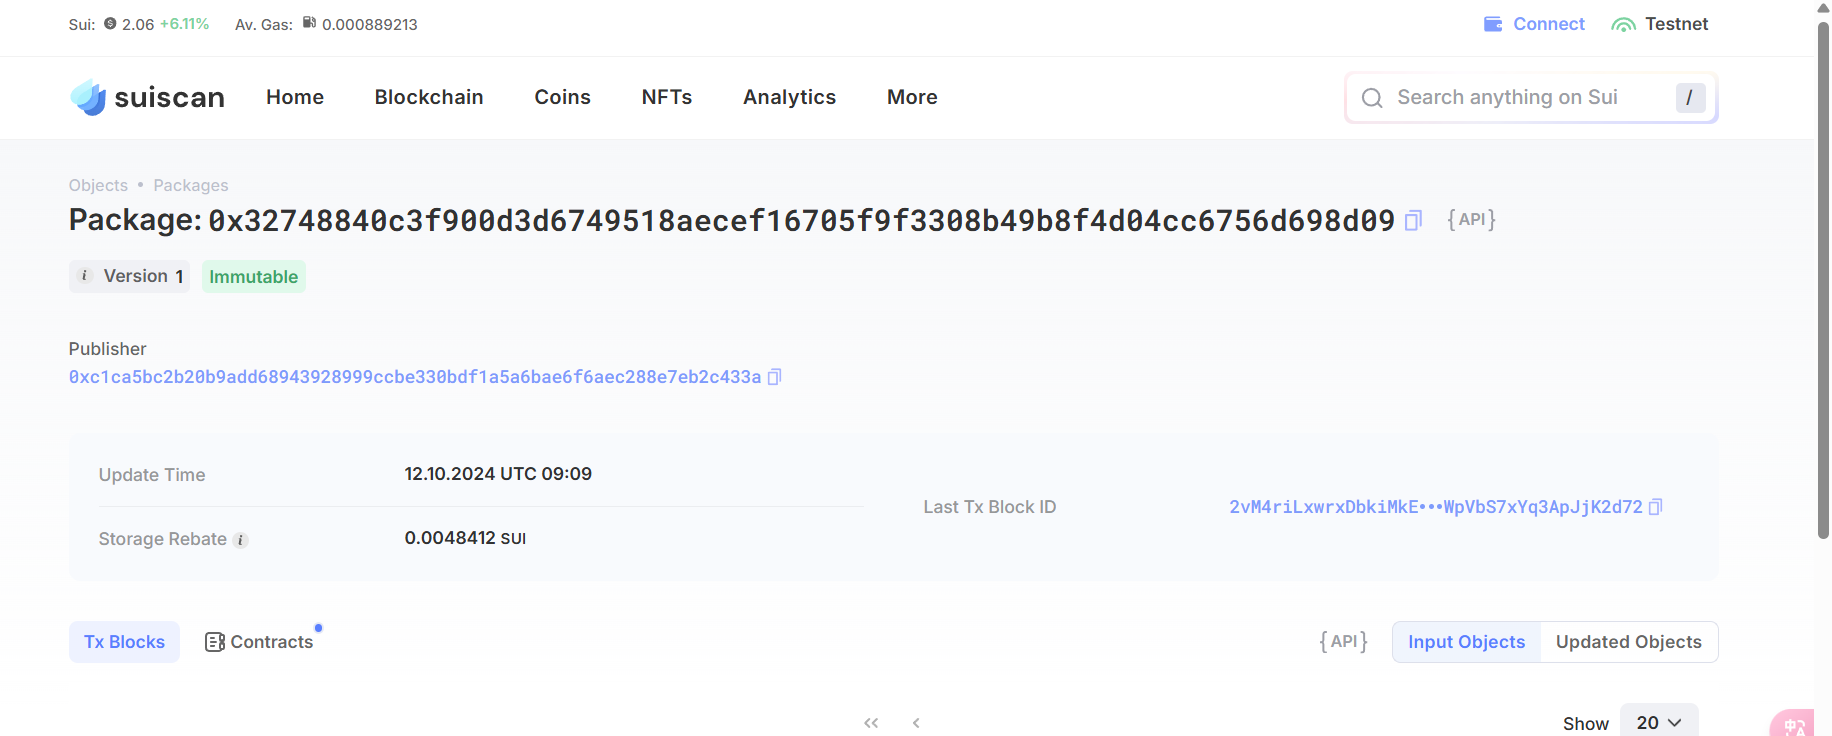 Sui: 2.06 +6.11% Av. Gas: 0.000889213 Connect Testnet
suiscan Home Blockchain Coins NFTs Analytics More Search anything on Sui /
Objects • Packages
Package: 0x32748840c3f900d3d6749518aecef16705f9f3308b49b8f4d04cc6756d698d09 {API}
i Version 1 Immutable
Publisher
0xc1ca5bc2b20b9add68943928999ccbe330bdf1a5a6bae6f6aec288e7eb2c433a
Update Time 12.10.2024 UTC 09:09
Last Tx Block ID 2vM4riLxwrxDbkiMkE•••WpVbS7xYq3ApJjK2d72
Storage Rebate i 0.0048412 SUI
Tx Blocks Contracts {API} Input Objects Updated Objects
Show 20
中A